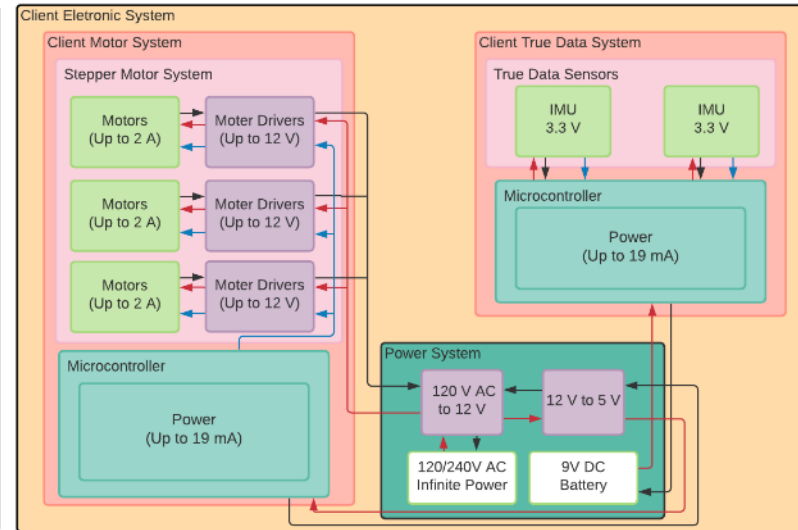 Client Eletronic System
Client Motor System
Stepper Motor System
Motors
(Up to 2 A)
Moter Drivers
(Up to 12 V)
Motors
(Up to 2 A)
Moter Drivers
(Up to 12 V)
Motors
(Up to 2 A)
Moter Drivers
(Up to 12 V)
Microcontroller
Power
(Up to 19 mA)
Client True Data System
True Data Sensors
IMU
3.3 V
IMU
3.3 V
Microcontroller
Power
(Up to 19 mA)
Power System
120 V AC
to 12 V
12 V to 5 V
120/240V AC
Infinite Power
9V DC
Battery